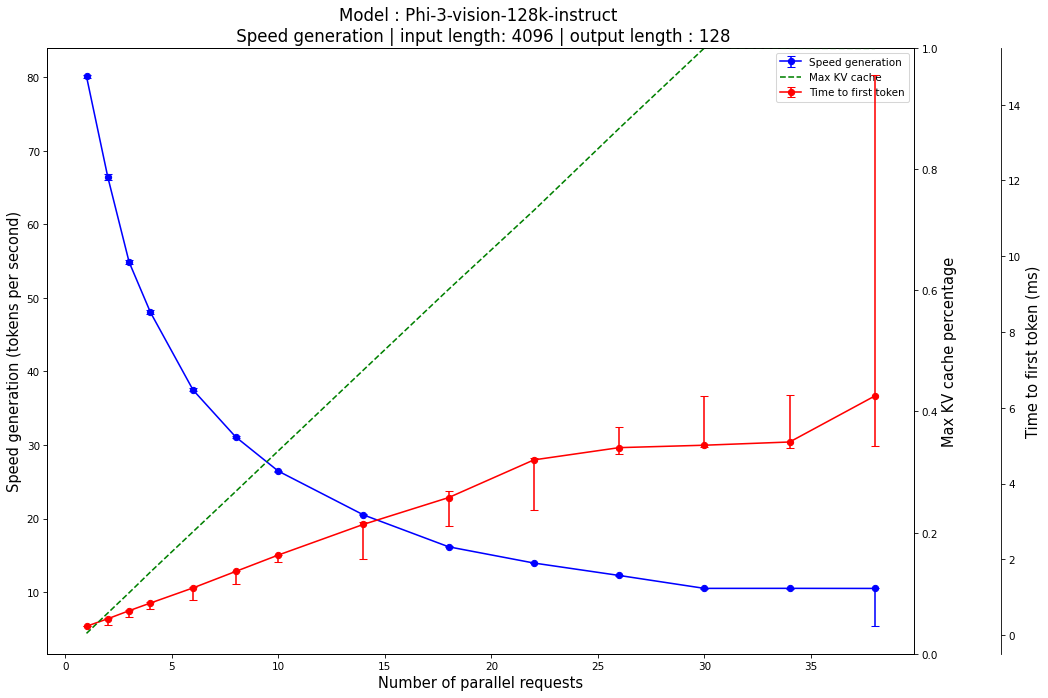 Model : Phi-3-vision-128k-instruct
Speed generation | input length: 4096 | output length : 128
Speed generation
Max KV cache
Time to first token
80
70
60
50
40
30
20
10
Speed generation (tokens per second)
1.0
0.8
0.6
0.4
0.2
0.0
Max KV cache percentage
14
12
10
8
6
4
2
0
Time to first token (ms)
0 5 10 15 20 25 30 35
Number of parallel requests